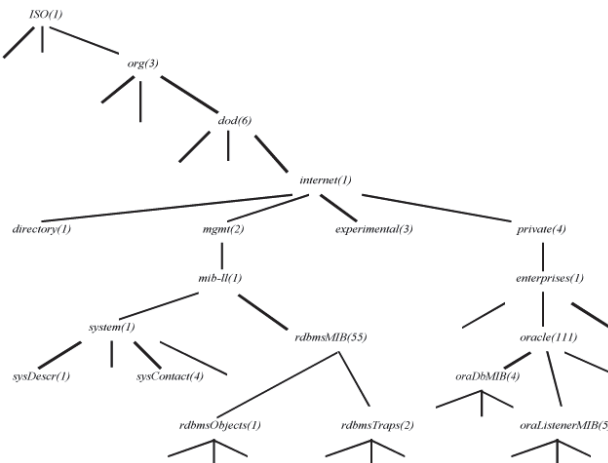 ISO(1)
org(3)
dod(6)
internet(1)
directory(1) mgmt(2) experimental(3) private(4)
mib-II(1) enterprises(1)
system(1) rdbmsMIB(55) oracle(111)
sysDescr(1) sysContact(4) oraDbMIB(4)
rdbmsObjects(1) rdbmsTraps(2) oraListenerMIB(5